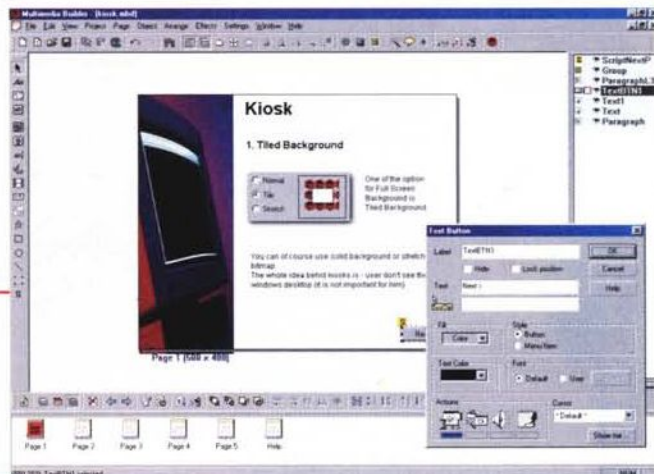 Multimedia Builder - [kiosk.mbd]
File Edit View Project Page Object Arrange Effects Settings Window Help
ScriptNextP
Group
TextBTN1
Text1
Text
Paragraph
Kiosk
1. Tiled Background
Normal
Tile
Stretch
One of the option
for Full Screen
Background is
Tiled Background.
You can of course use solid background or stretch
bitmap.
The whole idea behind kiosks is - user don't see the
windows desktop (it is not important for him).
Page 1 [500 x 400]
Text Button
Label TextBTN1 OK
Hide Lock position Cancel
Text Next > Help
Fill Style
Color Button
Menu Item
Text Color Font
Default User
Actions Cursor
Default
Page 1 Page 2 Page 3 Page 4 Page 5 Help
TextBTN1 selected NUM